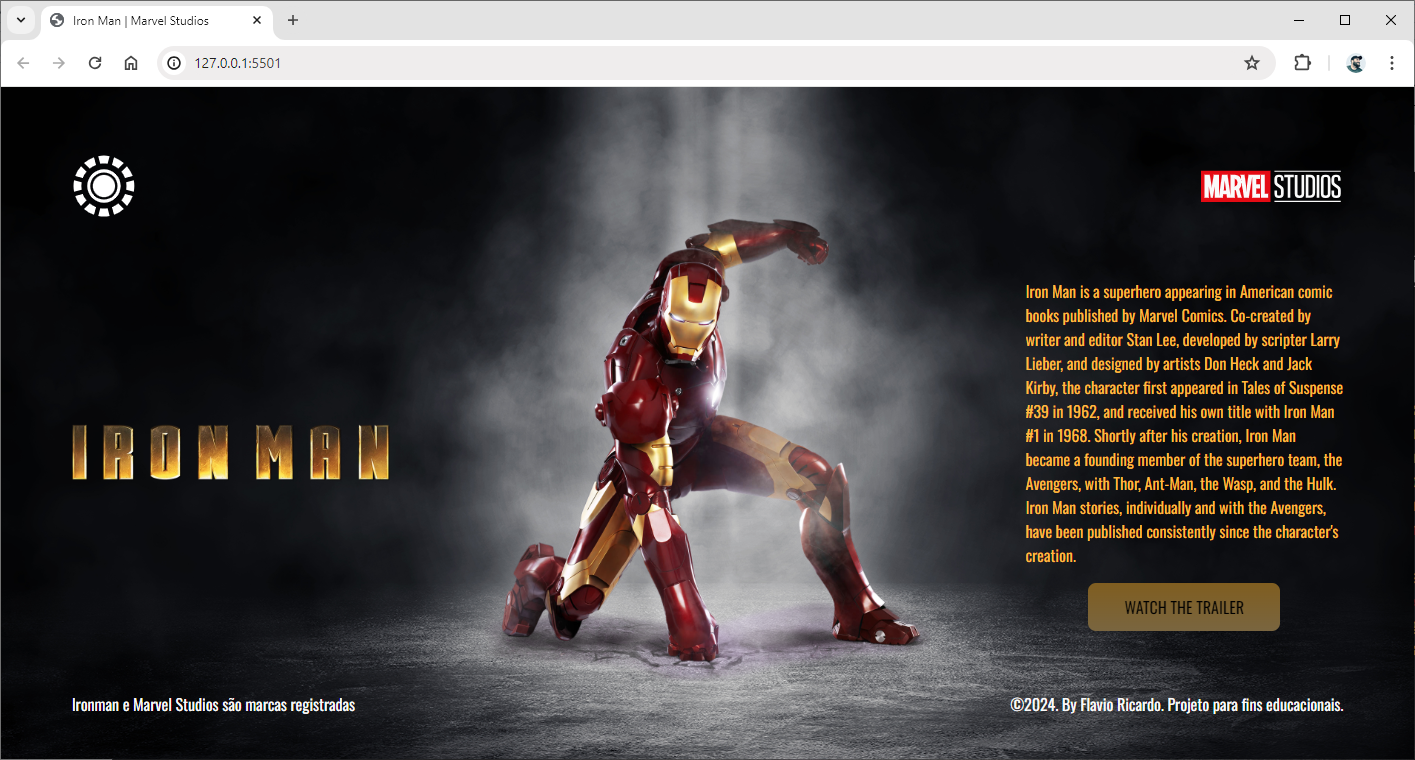 Iron Man | Marvel Studios
127.0.0.1:5501
MARVEL STUDIOS
IRON MAN
Iron Man is a superhero appearing in American comic
books published by Marvel Comics. Co-created by
writer and editor Stan Lee, developed by scripter Larry
Lieber, and designed by artists Don Heck and Jack
Kirby, the character first appeared in Tales of Suspense
#39 in 1962, and received his own title with Iron Man
#1 in 1968. Shortly after his creation, Iron Man
became a founding member of the superhero team, the
Avengers, with Thor, Ant-Man, the Wasp, and the Hulk.
Iron Man stories, individually and with the Avengers,
have been published consistently since the character's
creation.
WATCH THE TRAILER
Ironman e Marvel Studios são marcas registradas
©2024. By Flavio Ricardo. Projeto para fins educacionais.